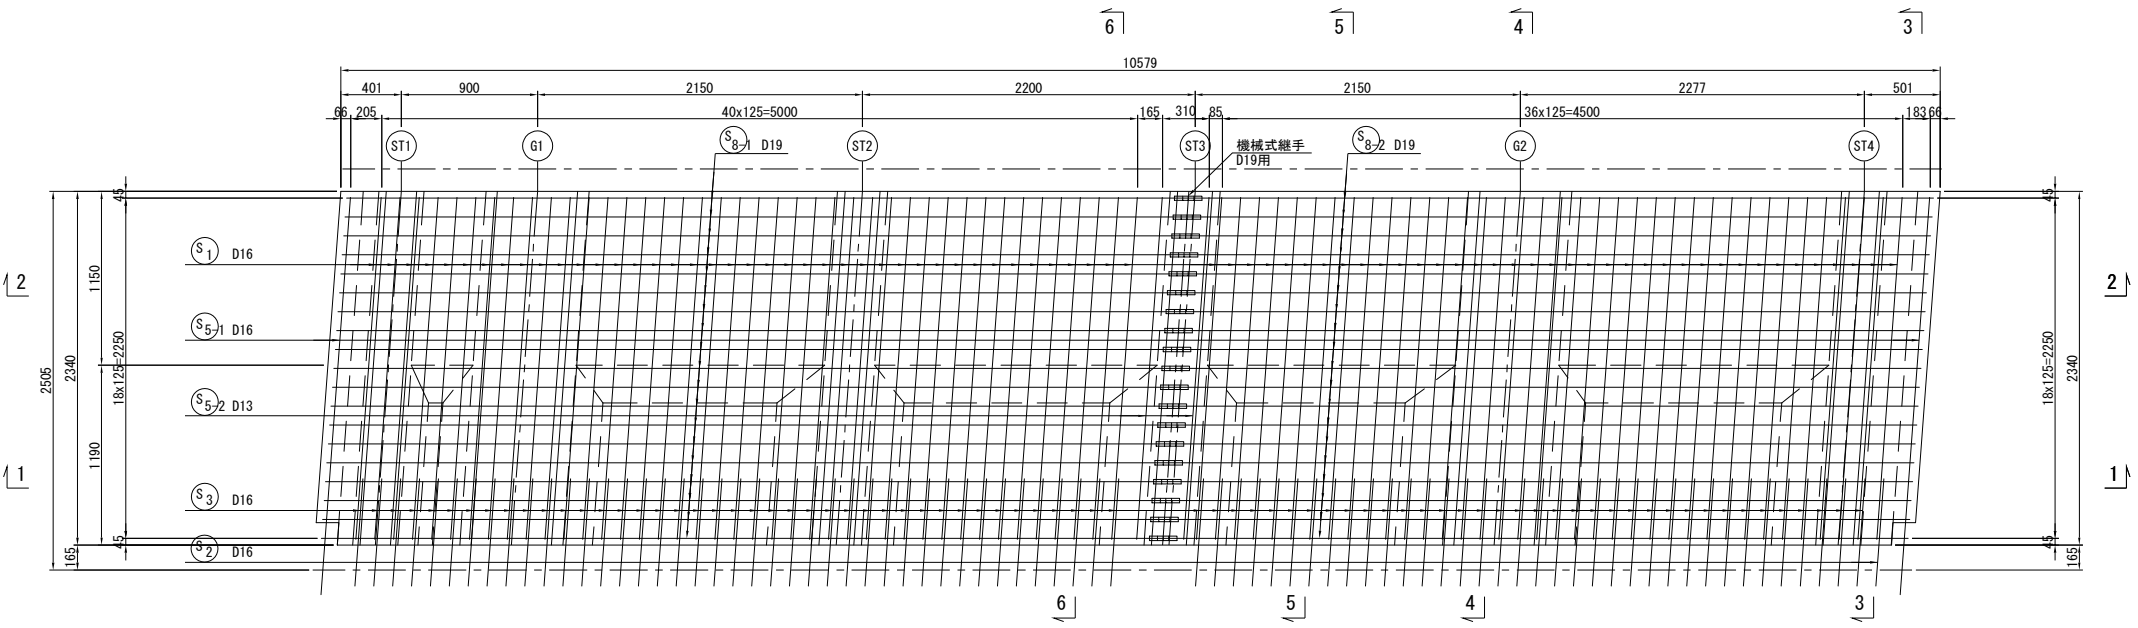 6 5 4 3
10579
401 900 2150 2200 2150 2277 501
66 205 40x125=5000 165 310 85 36x125=4500 183 66
ST1 G1 S8-1 D19 ST2 ST3 機械式継手 S8-2 D19 G2 ST4
D19用
45 45
S1 D16
1150
2 2
S5-1 D16
2505 2340 18x125=2250 18x125=2250 2340
S5-2 D13
1190
1 1
S3 D16
45 45
S2 D16
165 165
6 5 4 3